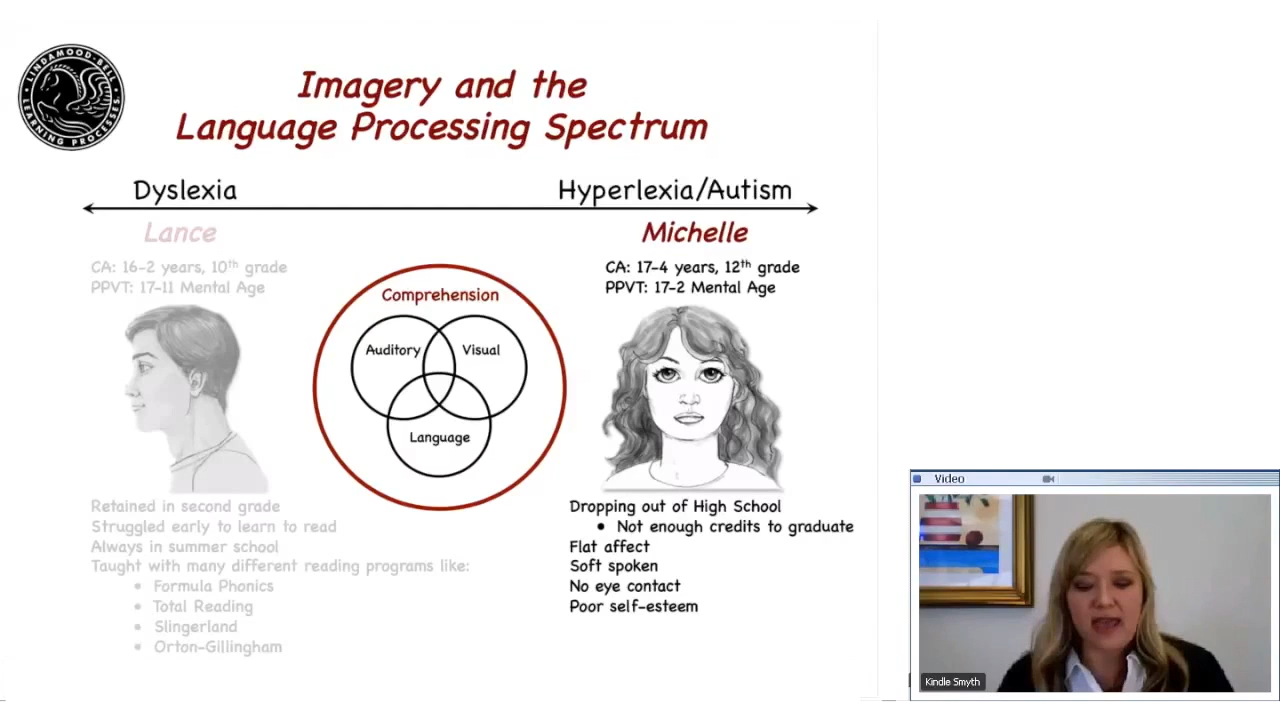 LINDAMOOD-BELL
LEARNING PROCESSES
Imagery and the
Language Processing Spectrum
Dyslexia
Hyperlexia/Autism
Lance
CA: 16-2 years, 10th grade
PPVT: 17-11 Mental Age
Comprehension
Auditory
Visual
Language
Michelle
CA: 17-4 years, 12th grade
PPVT: 17-2 Mental Age
Retained in second grade
Struggled early to learn to read
Always in summer school
Taught with many different reading programs like:
• Formula Phonics
• Total Reading
• Slingerland
• Orton-Gillingham
Dropping out of High School
• Not enough credits to graduate
Flat affect
Soft spoken
No eye contact
Poor self-esteem
Video
Kindle Smyth